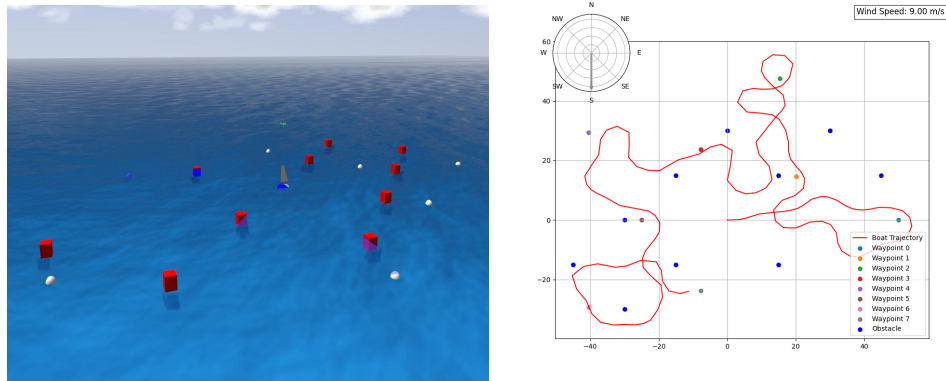 Wind Speed: 9.00 m/s
N
NW
NE
W
E
SW
SE
S
60
40
20
0
−20
−40
−20
0
20
40
Boat Trajectory
Waypoint 0
Waypoint 1
Waypoint 2
Waypoint 3
Waypoint 4
Waypoint 5
Waypoint 6
Waypoint 7
Obstacle